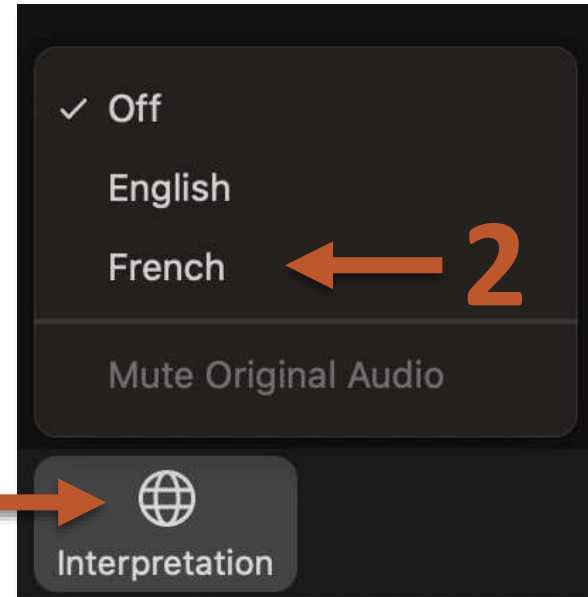 Off
English
French
2
Mute Original Audio
Interpretation